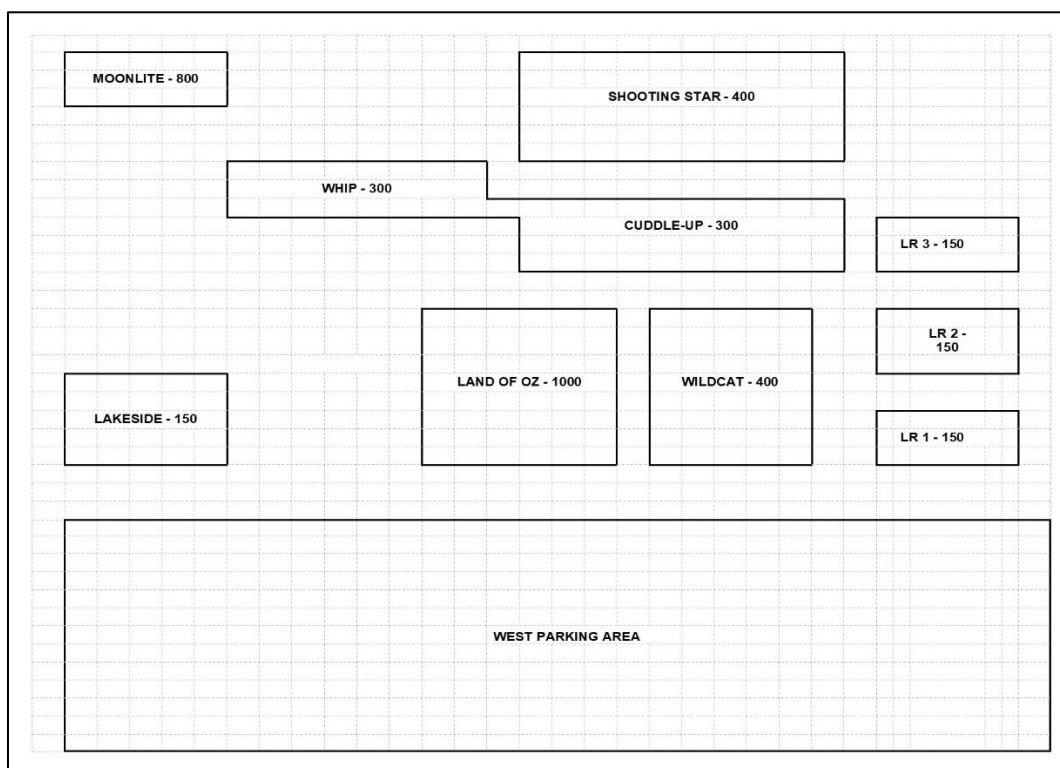 MOONLITE - 800
SHOOTING STAR - 400
WHIP - 300
CUDDLE-UP - 300
LR 3 - 150
LR 2 -
150
LAND OF OZ - 1000
WILDCAT - 400
LAKESIDE - 150
LR 1 - 150
WEST PARKING AREA